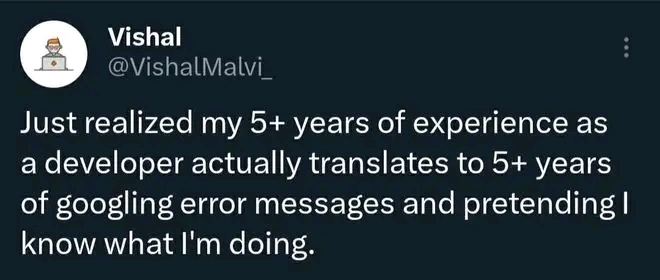 Vishal
@VishalMalvi_
Just realized my 5+ years of experience as
a developer actually translates to 5+ years
of googling error messages and pretending I
know what I'm doing.